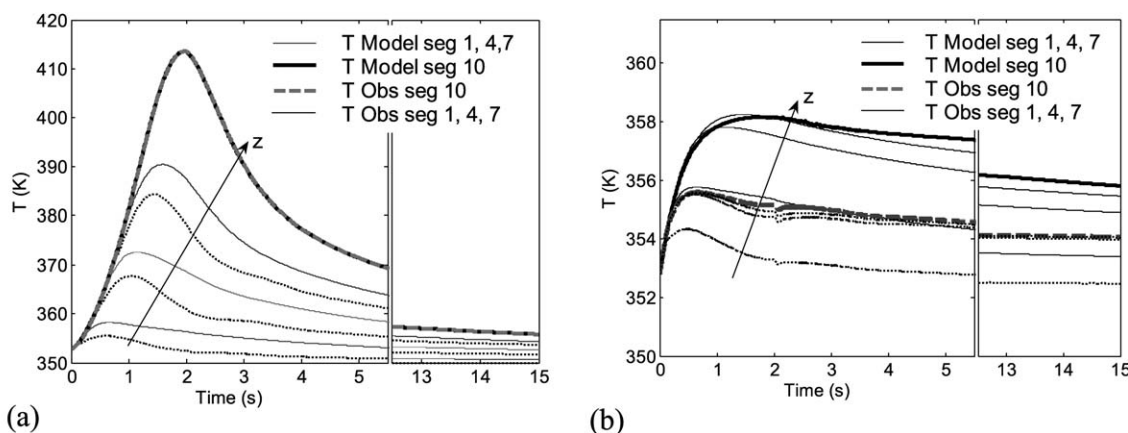 420
410
400
390
380
370
360
350
T (K)
T Model seg 1, 4,7
T Model seg 10
T Obs seg 10
T Obs seg 1, 4, 7
z
0 1 2 3 4 5 13 14 15
Time (s)
(a)
360
358
356
354
352
350
T (K)
T Model seg 1, 4, 7
T Model seg 10
T Obs seg 10
T Obs seg 1, 4, 7
z
0 1 2 3 4 5 13 14 15
Time (s)
(b)